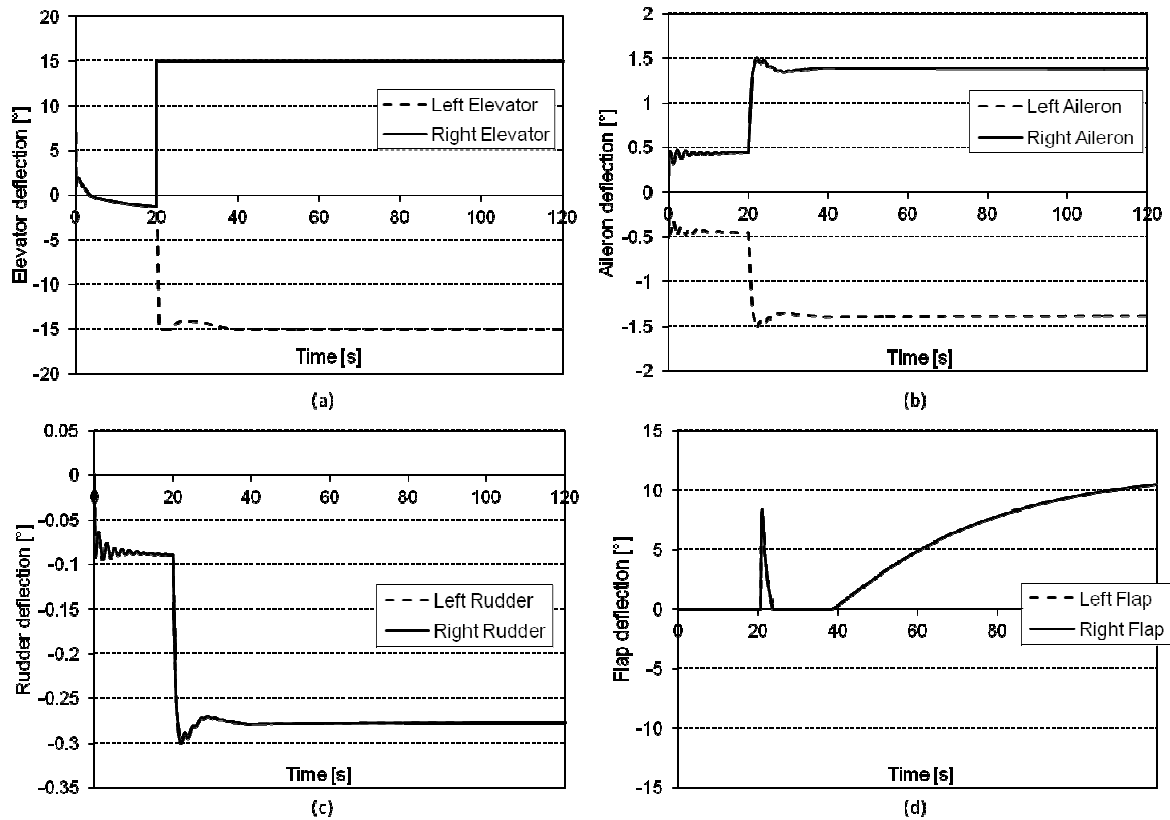 20
15
10
5
0
-5
-10
-15
-20
0 20 40 60 80 100 120
Elevator deflection [°]
Time [s]
Left Elevator
Right Elevator
(a)
2
1.5
1
0.5
0
-0.5
-1
-1.5
-2
0 20 40 60 80 100 120
Aileron deflection [°]
Time [s]
Left Aileron
Right Aileron
(b)
0.05
0
-0.05
-0.1
-0.15
-0.2
-0.25
-0.3
-0.35
0 20 40 60 80 100 120
Rudder deflection [°]
Time [s]
Left Rudder
Right Rudder
(c)
15
10
5
0
-5
-10
-15
0 20 40 60 80
Flap deflection [°]
Time [s]
Left Flap
Right Flap
(d)